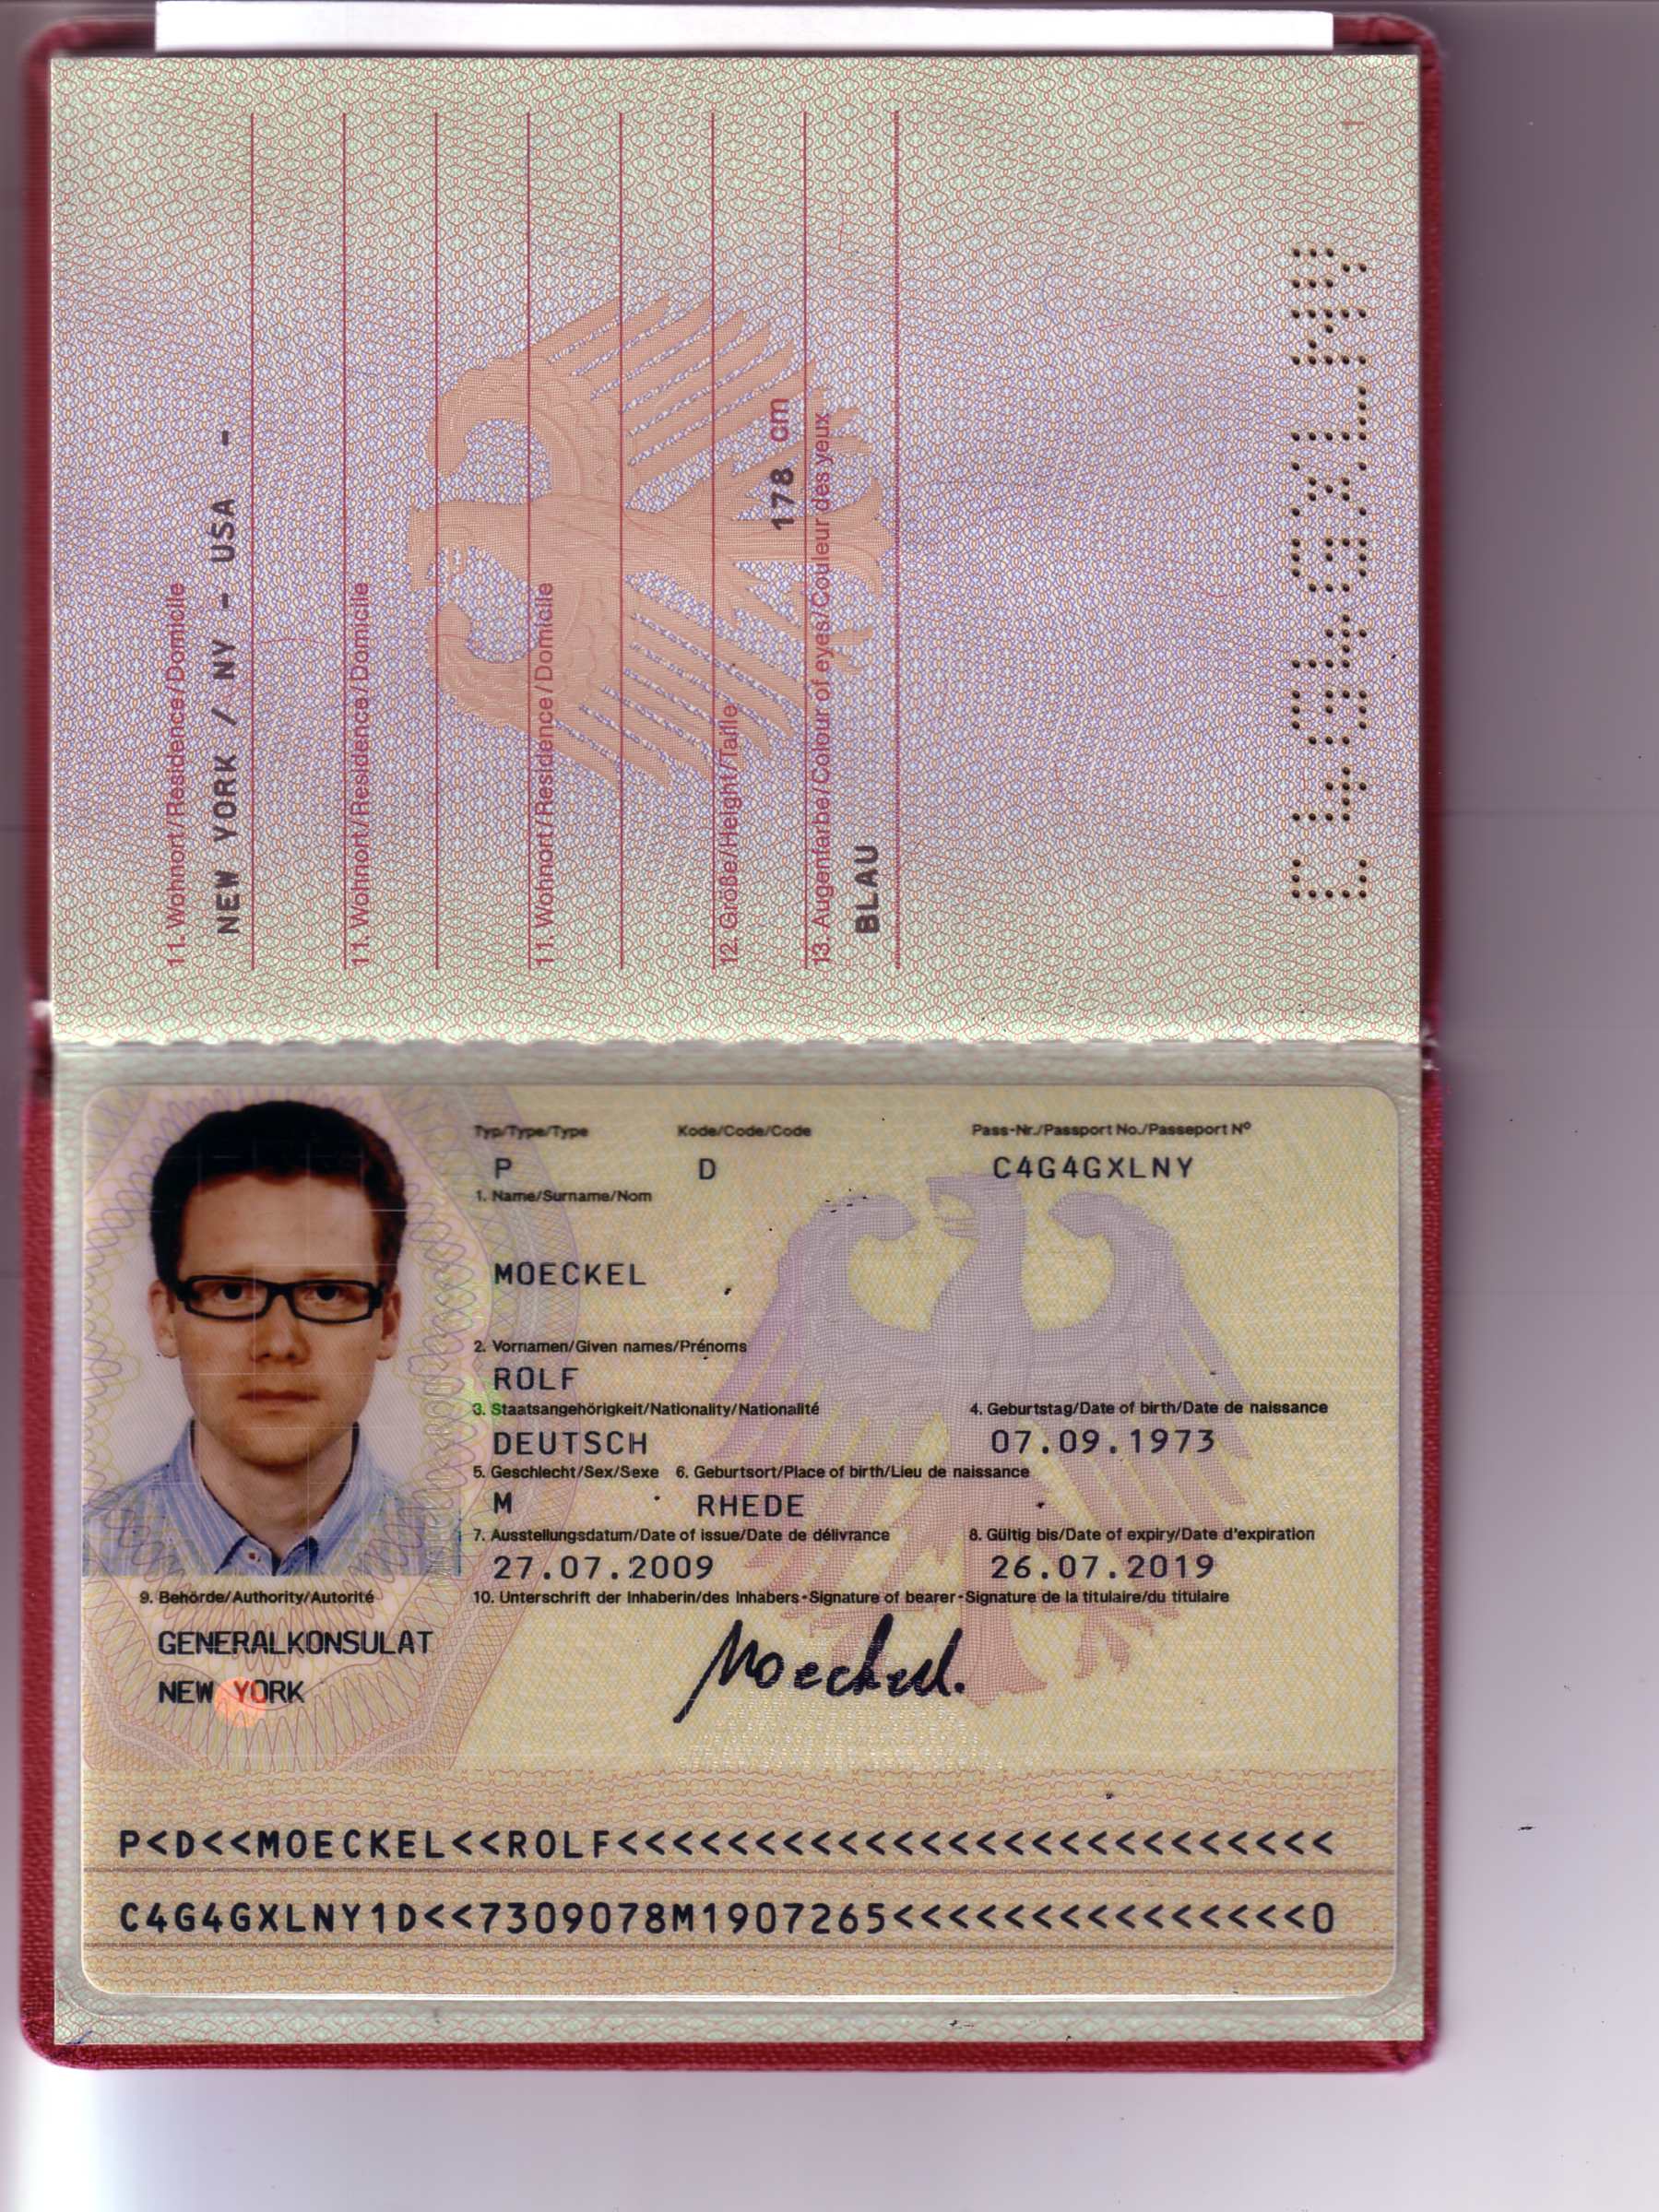 1
11. Wohnort/Residence/Domicile
NEW YORK / NY - USA -
11. Wohnort/Residence/Domicile
11. Wohnort/Residence/Domicile
12. Größe/Height/Taille
178 cm
13. Augenfarbe/Colour of eyes/Couleur des yeux
BLAU
C4G4GXLNY
Typ/Type/Type Kode/Code/Code Pass-Nr./Passport No./Passeport Nº
P D C4G4GXLNY
1. Name/Surname/Nom
MOECKEL
2. Vornamen/Given names/Prénoms
ROLF
3. Staatsangehörigkeit/Nationality/Nationalité 4. Geburtstag/Date of birth/Date de naissance
DEUTSCH 07.09.1973
5. Geschlecht/Sex/Sexe 6. Geburtsort/Place of birth/Lieu de naissance
M RHEDE
7. Ausstellungsdatum/Date of issue/Date de délivrance 8. Gültig bis/Date of expiry/Date d'expiration
27.07.2009 26.07.2019
9. Behörde/Authority/Autorité 10. Unterschrift der Inhaberin/des Inhabers-Signature of bearer-Signature de la titulaire/du titulaire
GENERALKONSULAT
NEW YORK
Moeckel.
P<D<<MOECKEL<<ROLF<<<<<<<<<<<<<<<<<<<<<<<<<<
C4G4GXLNY1D<<7309078M1907265<<<<<<<<<<<<<<<0